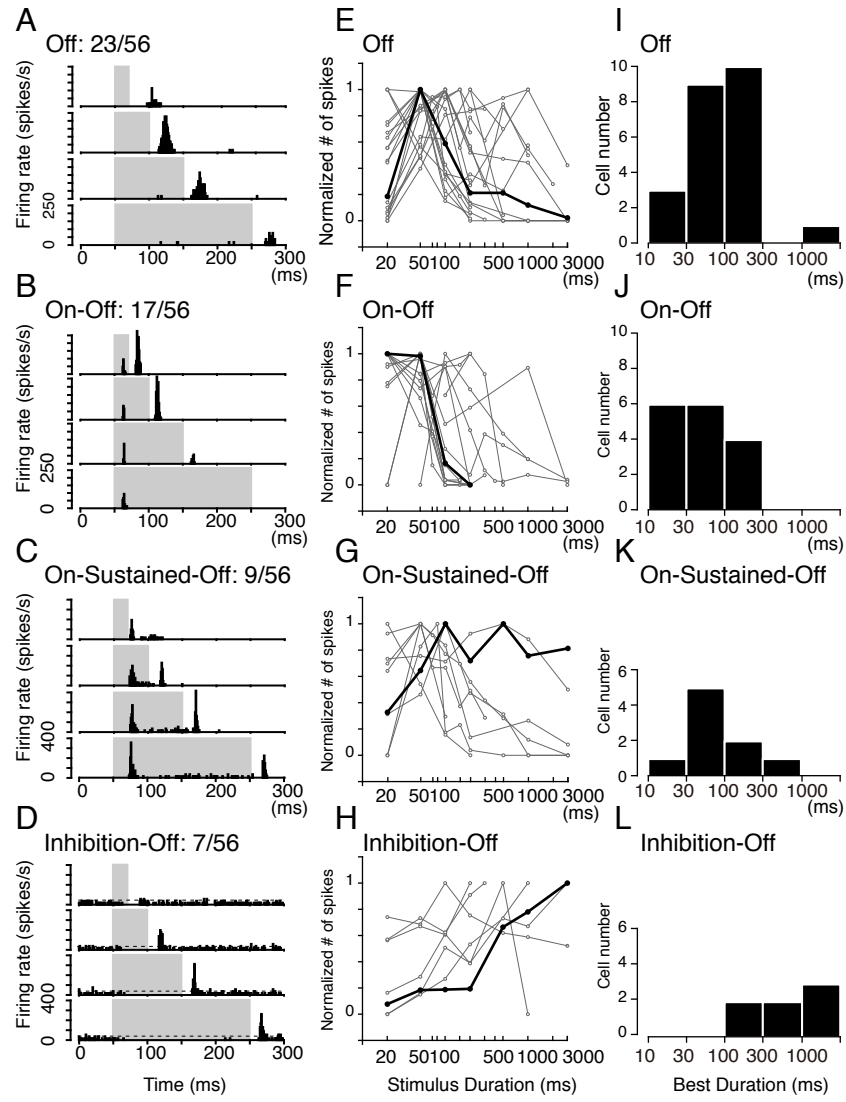 A
Off: 23/56
Firing rate (spikes/s)
0 250
0 100 200 300
(ms)
B
On-Off: 17/56
Firing rate (spikes/s)
0 250
0 100 200 300
(ms)
C
On-Sustained-Off: 9/56
Firing rate (spikes/s)
0 400
0 100 200 300
(ms)
D
Inhibition-Off: 7/56
Firing rate (spikes/s)
0 400
0 100 200 300
Time (ms)
E
Off
Normalized # of spikes
1
0
20 50 100 500 1000 3000
(ms)
F
On-Off
Normalized # of spikes
1
0
20 50 100 500 1000 3000
(ms)
G
On-Sustained-Off
Normalized # of spikes
1
0
20 50 100 500 1000 3000
(ms)
H
Inhibition-Off
Normalized # of spikes
1
0
20 50 100 500 1000 3000
Stimulus Duration (ms)
I
Off
Cell number
10
8
6
4
2
0
10 30 100 300 1000
(ms)
J
On-Off
Cell number
10
8
6
4
2
0
10 30 100 300 1000
(ms)
K
On-Sustained-Off
Cell number
6
4
2
0
10 30 100 300 1000
(ms)
L
Inhibition-Off
Cell number
6
4
2
0
10 30 100 300 1000
Best Duration (ms)